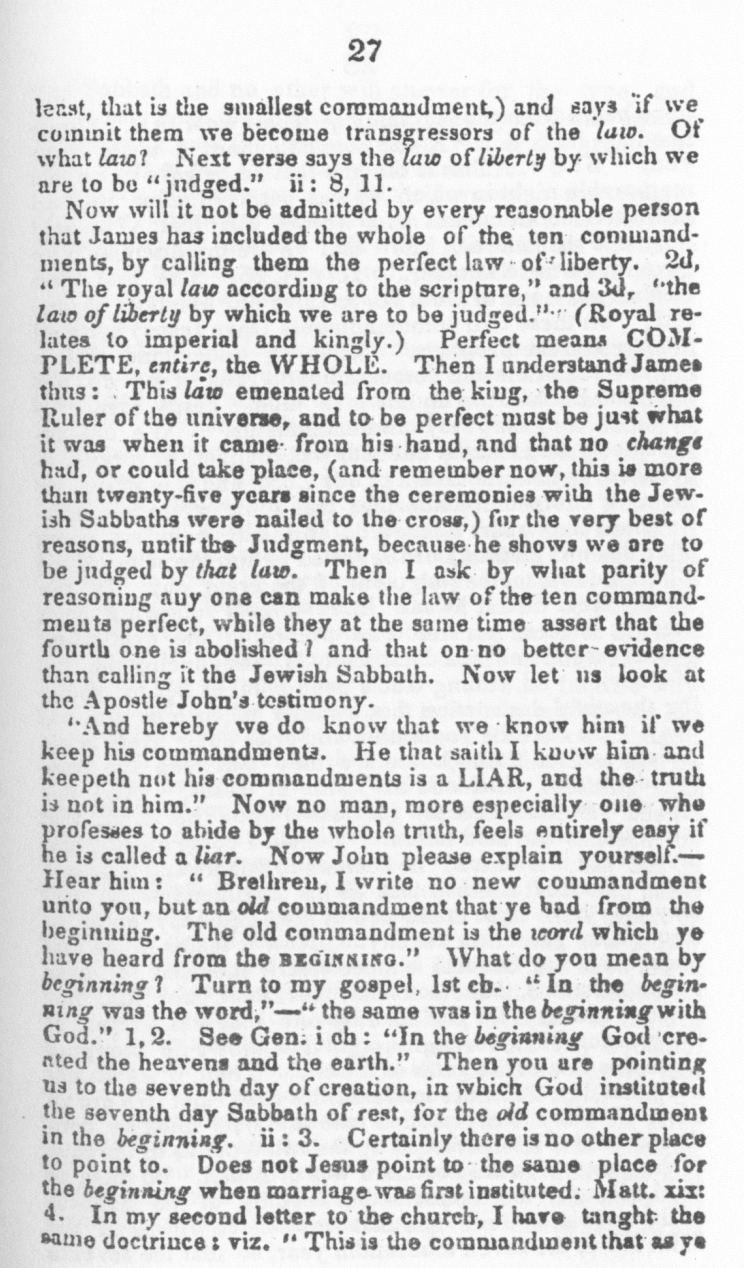 27
least, that is the smallest commandment,) and says if we
commit them we become transgressors of the law. Of
what law? Next verse says the law of liberty by which we
are to be "judged." ii: 8, 11.
Now will it not be admitted by every reasonable person
that James has included the whole of the ten command-
ments, by calling them the perfect law of liberty. 2d,
"The royal law according to the scripture," and 3d, "the
law of liberty by which we are to be judged." (Royal re-
lates to imperial and kingly.) Perfect means COM-
PLETE, entire, the WHOLE. Then I understand James
thus: This law emenated from the king, the Supreme
Ruler of the universe, and to be perfect must be just what
it was when it came from his hand, and that no change
had, or could take place, (and remember now, this is more
than twenty-five years since the ceremonies with the Jew-
ish Sabbaths were nailed to the cross,) for the very best of
reasons, until the Judgment, because he shows we are to
be judged by that law. Then I ask by what parity of
reasoning any one can make the law of the ten command-
ments perfect, while they at the same time assert that the
fourth one is abolished? and that on no better evidence
than calling it the Jewish Sabbath. Now let us look at
the Apostle John's testimony.
"And hereby we do know that we know him if we
keep his commandments. He that saith I know him and
keepeth not his commandments is a LIAR, and the truth
is not in him." Now no man, more especially one who
professes to abide by the whole truth, feels entirely easy if
he is called a liar. Now John please explain yourself.—
Hear him: "Brethren, I write no new commandment
unto you, but an old commandment that ye had from the
beginning. The old commandment is the word which ye
have heard from the BEGINNING." What do you mean by
beginning? Turn to my gospel, 1st ch. "In the begin-
ning was the word,"—"the same was in the beginning with
God." 1, 2. See Gen. i ch: "In the beginning God cre-
ated the heavens and the earth." Then you are pointing
us to the seventh day of creation, in which God instituted
the seventh day Sabbath of rest, for the old commandment
in the beginning. ii: 3. Certainly there is no other place
to point to. Does not Jesus point to the same place for
the beginning when marriage was first instituted. Matt. xix:
4. In my second letter to the church, I have tanght the
same doctrince: viz. "This is the commandment that as ye